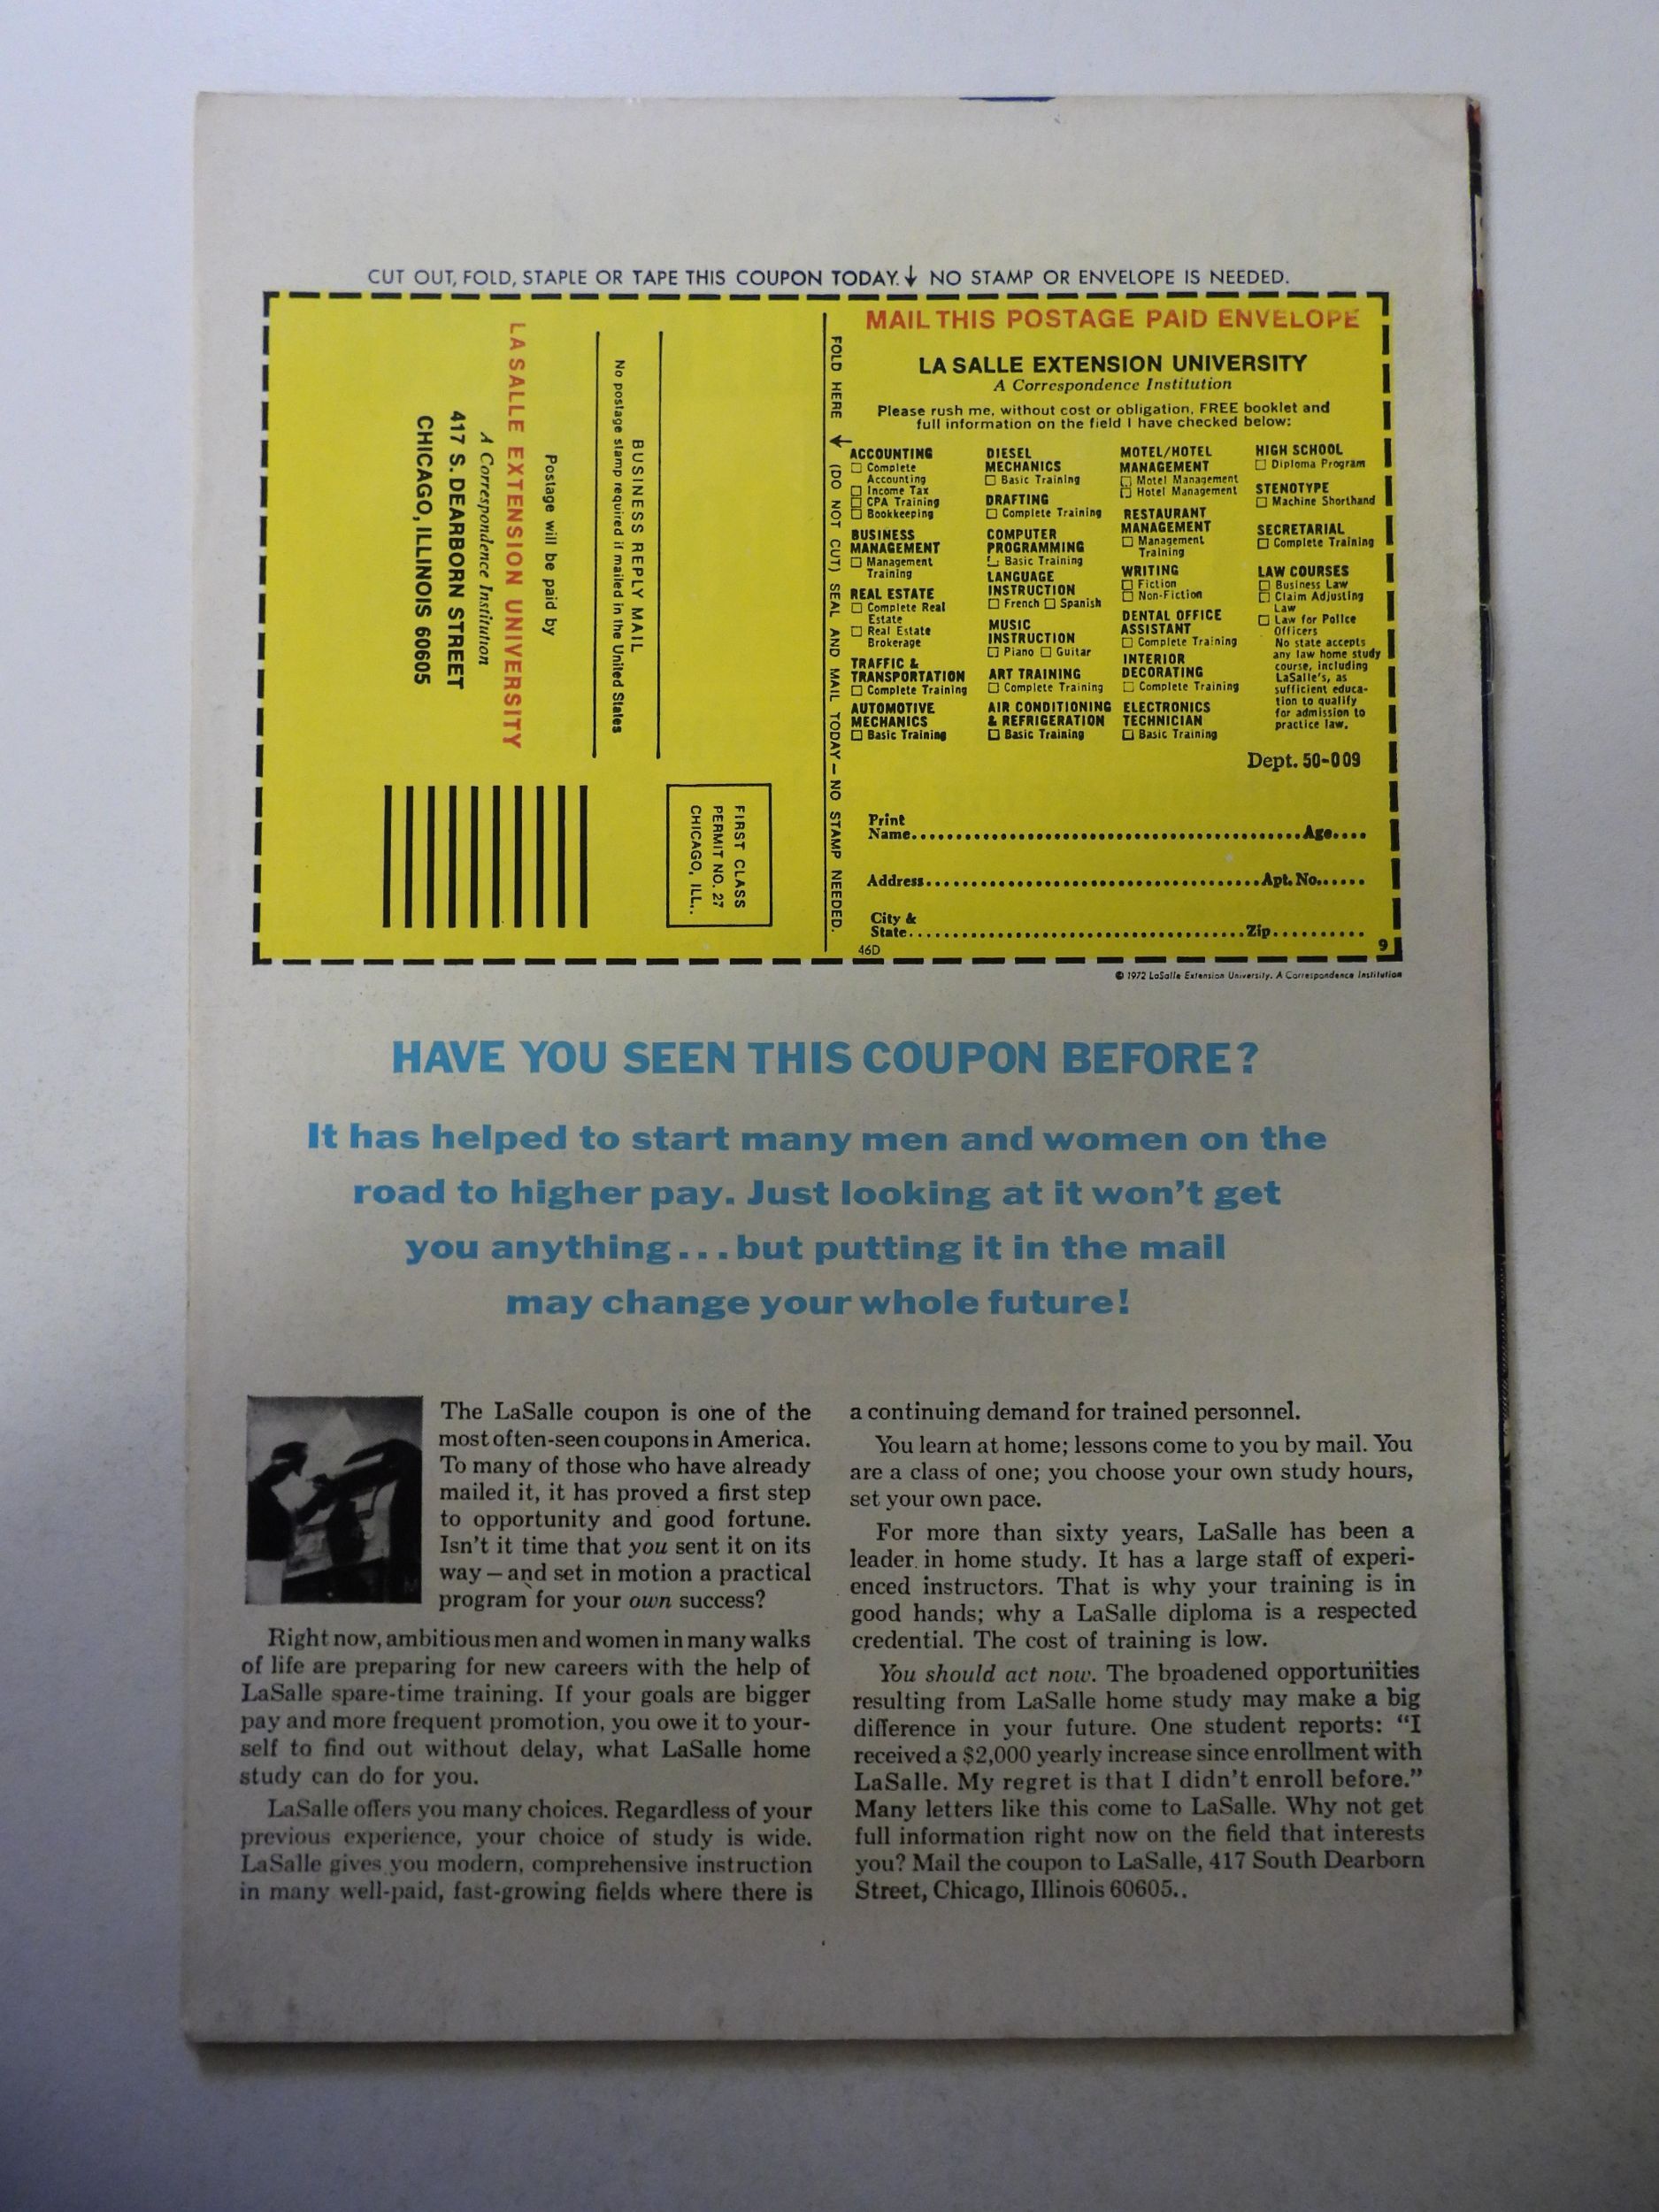 CUT OUT, FOLD, STAPLE OR TAPE THIS COUPON TODAY.↓ NO STAMP OR ENVELOPE IS NEEDED.
FIRST CLASS
PERMIT NO. 27
CHICAGO, ILL..
BUSINESS REPLY MAIL
No postage stamp required if mailed in the United States
Postage will be paid by
LA SALLE EXTENSION UNIVERSITY
A Correspondence Institution
417 S. DEARBORN STREET
CHICAGO, ILLINOIS 60605
FOLD HERE ↓ (DO NOT CUT) SEAL AND MAIL TODAY – NO STAMP NEEDED.
MAIL THIS POSTAGE PAID ENVELOPE
LA SALLE EXTENSION UNIVERSITY
A Correspondence Institution
Please rush me, without cost or obligation, FREE booklet and
full information on the field I have checked below:
ACCOUNTING
☐ Complete
Accounting
☐ Income Tax
☐ CPA Training
☐ Bookkeeping
BUSINESS
MANAGEMENT
☐ Management
Training
REAL ESTATE
☐ Complete Real
Estate
☐ Real Estate
Brokerage
TRAFFIC &
TRANSPORTATION
☐ Complete Training
AUTOMOTIVE
MECHANICS
☐ Basic Training
DIESEL
MECHANICS
☐ Basic Training
DRAFTING
☐ Complete Training
COMPUTER
PROGRAMMING
☐ Basic Training
LANGUAGE
INSTRUCTION
☐ French ☐ Spanish
MUSIC
INSTRUCTION
☐ Piano ☐ Guitar
ART TRAINING
☐ Complete Training
AIR CONDITIONING
& REFRIGERATION
☐ Basic Training
MOTEL/HOTEL
MANAGEMENT
☐ Motel Management
☐ Hotel Management
RESTAURANT
MANAGEMENT
☐ Management
Training
WRITING
☐ Fiction
☐ Non-Fiction
DENTAL OFFICE
ASSISTANT
☐ Complete Training
INTERIOR
DECORATING
☐ Complete Training
ELECTRONICS
TECHNICIAN
☐ Basic Training
HIGH SCHOOL
☐ Diploma Program
STENOTYPE
☐ Machine Shorthand
SECRETARIAL
☐ Complete Training
LAW COURSES
☐ Business Law
☐ Claim Adjusting
Law
☐ Law for Police
Officers
No state accepts
any law home study
course, including
LaSalle's, as
sufficient educa-
tion to qualify
for admission to
practice law.
Dept. 50-009
Print
Name.......... Age....
Address.......... Apt. No......
City &
State.......... Zip..........
46D 9
© 1972 LaSalle Extension University. A Correspondence Institution
HAVE YOU SEEN THIS COUPON BEFORE?
It has helped to start many men and women on the
road to higher pay. Just looking at it won't get
you anything...but putting it in the mail
may change your whole future!
The LaSalle coupon is one of the
most often-seen coupons in America.
To many of those who have already
mailed it, it has proved a first step
to opportunity and good fortune.
Isn't it time that you sent it on its
way – and set in motion a practical
program for your own success?
Right now, ambitious men and women in many walks
of life are preparing for new careers with the help of
LaSalle spare-time training. If your goals are bigger
pay and more frequent promotion, you owe it to your-
self to find out without delay, what LaSalle home
study can do for you.
LaSalle offers you many choices. Regardless of your
previous experience, your choice of study is wide.
LaSalle gives you modern, comprehensive instruction
in many well-paid, fast-growing fields where there is
a continuing demand for trained personnel.
You learn at home; lessons come to you by mail. You
are a class of one; you choose your own study hours,
set your own pace.
For more than sixty years, LaSalle has been a
leader in home study. It has a large staff of experi-
enced instructors. That is why your training is in
good hands; why a LaSalle diploma is a respected
credential. The cost of training is low.
You should act now. The broadened opportunities
resulting from LaSalle home study may make a big
difference in your future. One student reports: "I
received a $2,000 yearly increase since enrollment with
LaSalle. My regret is that I didn't enroll before."
Many letters like this come to LaSalle. Why not get
full information right now on the field that interests
you? Mail the coupon to LaSalle, 417 South Dearborn
Street, Chicago, Illinois 60605..